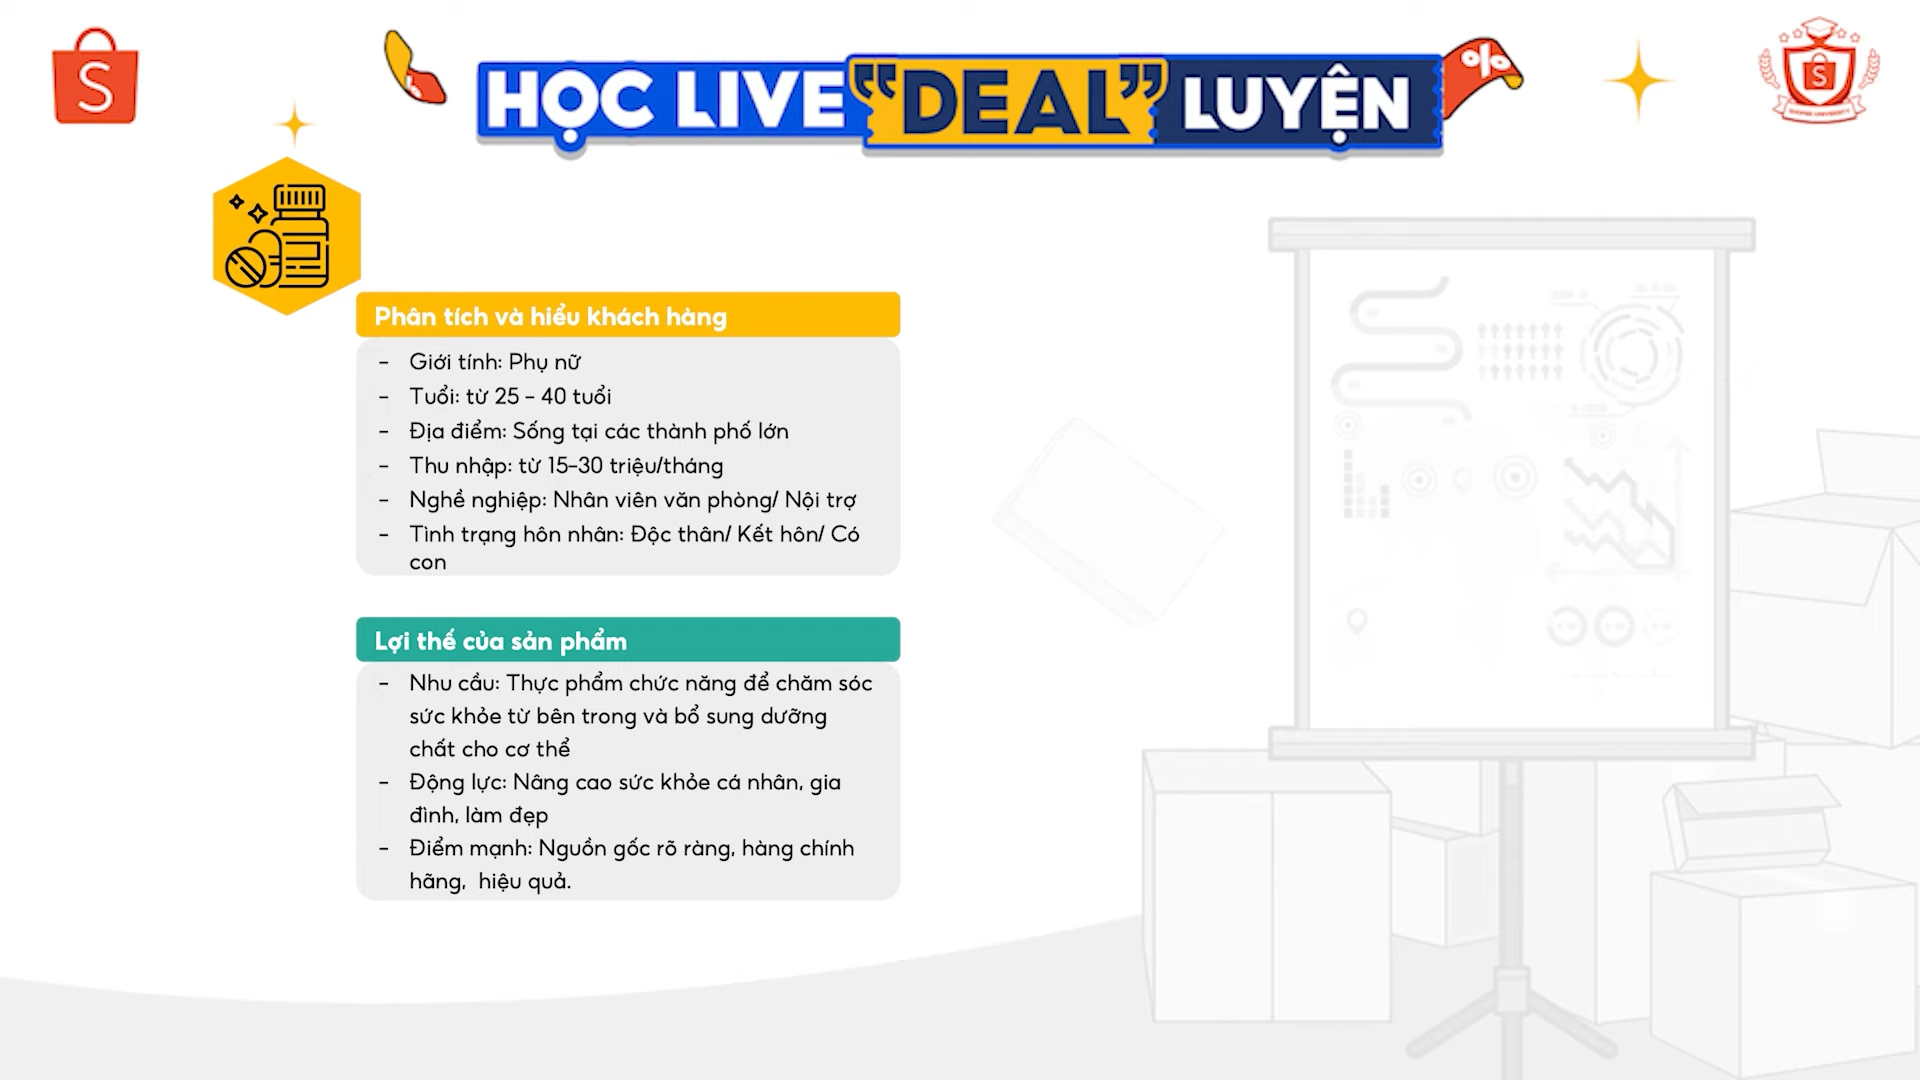 HỌC LIVE “DEAL” LUYỆN %
Phân tích và hiểu khách hàng
- Giới tính: Phụ nữ
- Tuổi: từ 25 - 40 tuổi
- Địa điểm: Sống tại các thành phố lớn
- Thu nhập: từ 15-30 triệu/tháng
- Nghề nghiệp: Nhân viên văn phòng/ Nội trợ
- Tình trạng hôn nhân: Độc thân/ Kết hôn/ Có
con
Lợi thế của sản phẩm
- Nhu cầu: Thực phẩm chức năng để chăm sóc
sức khỏe từ bên trong và bổ sung dưỡng
chất cho cơ thể
- Động lực: Nâng cao sức khỏe cá nhân, gia
đình, làm đẹp
- Điểm mạnh: Nguồn gốc rõ ràng, hàng chính
hãng, hiệu quả.